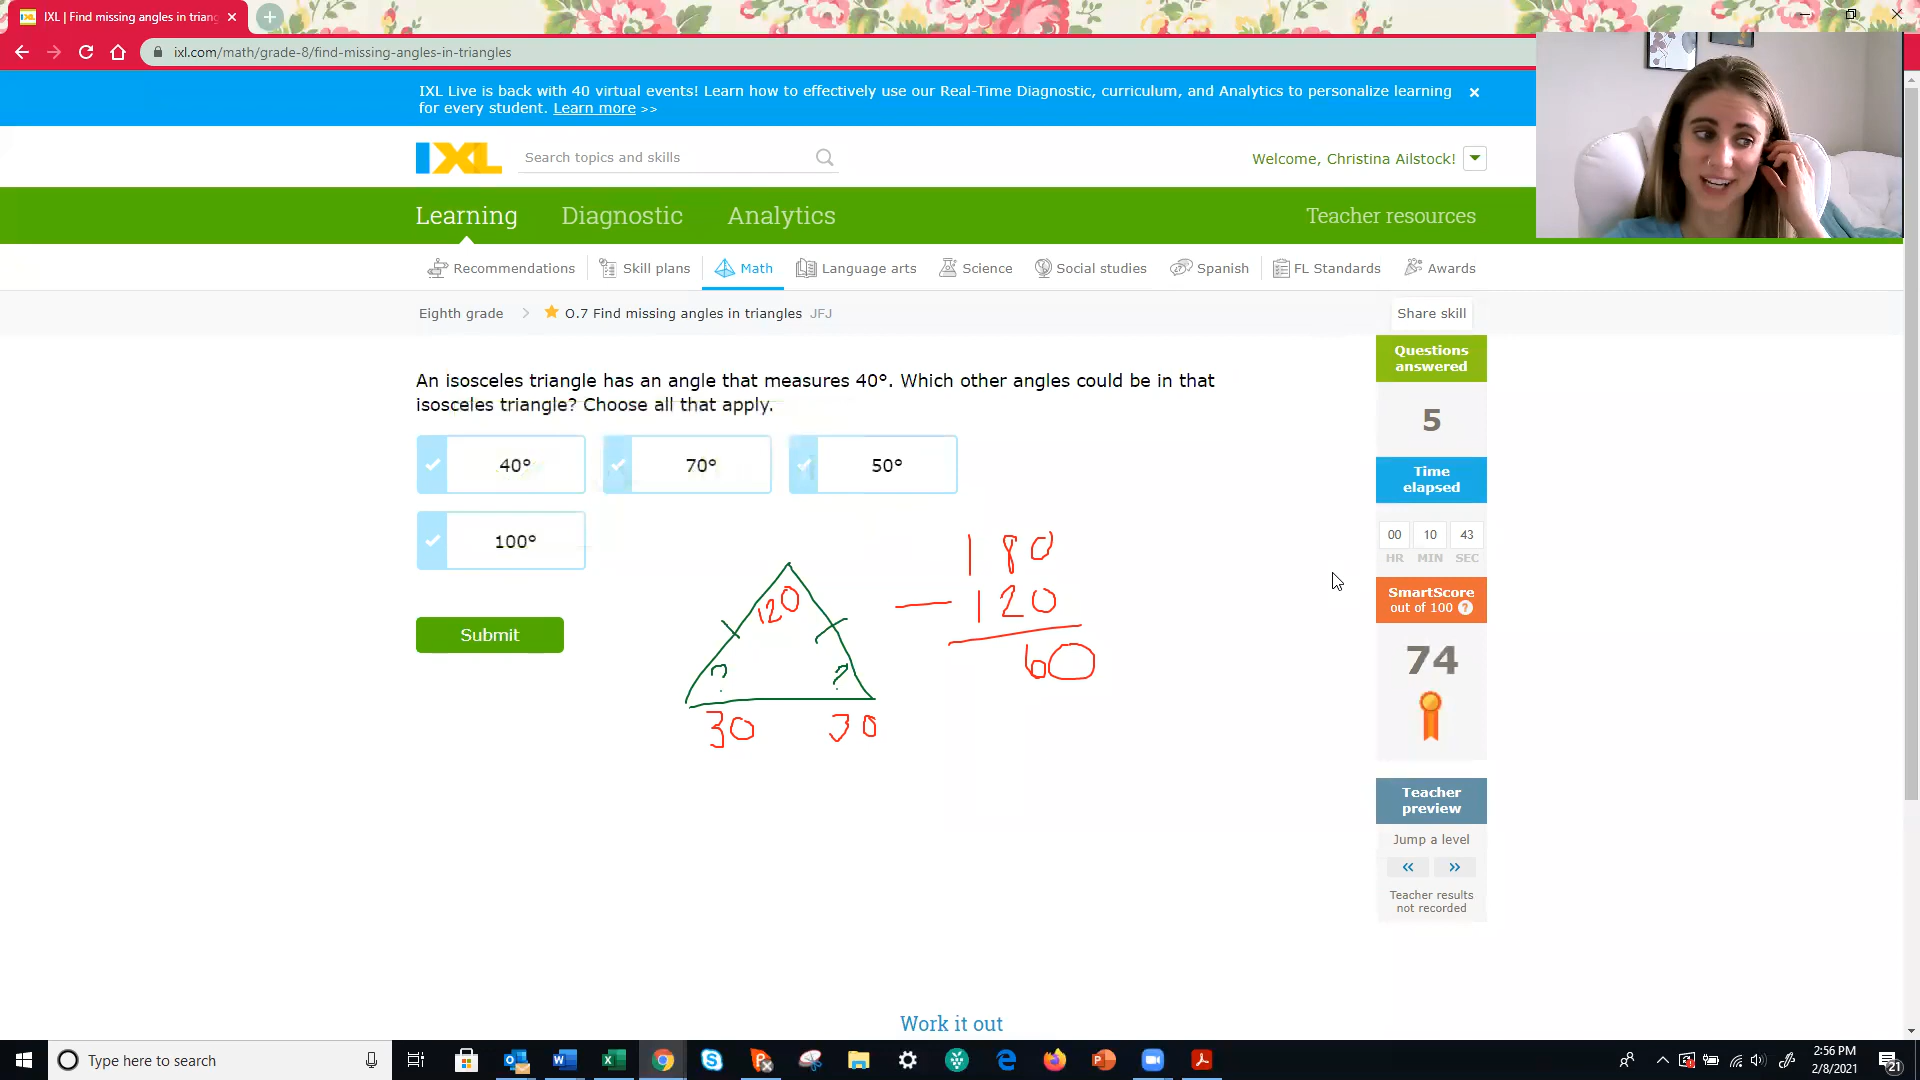 IXL | Find missing angles in triang
ixl.com/math/grade-8/find-missing-angles-in-triangles
IXL Live is back with 40 virtual events! Learn how to effectively use our Real-Time Diagnostic, curriculum, and Analytics to personalize learning
for every student. Learn more >>
IXL
Search topics and skills
Welcome, Christina Ailstock!
Learning
Diagnostic
Analytics
Teacher resources
Recommendations
Skill plans
Math
Language arts
Science
Social studies
Spanish
FL Standards
Awards
Eighth grade > O.7 Find missing angles in triangles JFJ
Share skill
An isosceles triangle has an angle that measures 40°. Which other angles could be in that
isosceles triangle? Choose all that apply.
40°
70°
50°
100°
Submit
120
?
?
30
30
180
- 120
60
Questions
answered
5
Time
elapsed
00 10 43
HR MIN SEC
SmartScore
out of 100 ?
74
Teacher
preview
Jump a level
« »
Teacher results
not recorded
Work it out
Type here to search
2:56 PM
2/8/2021
21